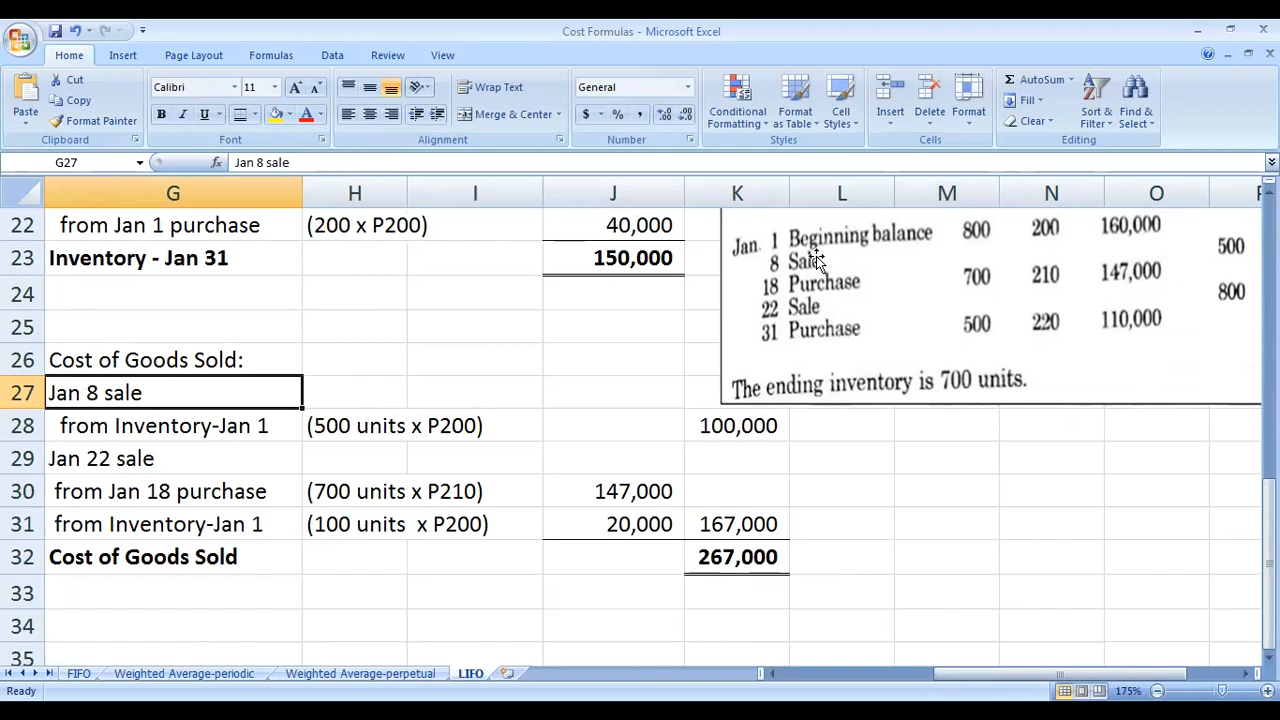 Cost Formulas - Microsoft Excel
Home Insert Page Layout Formulas Data Review View
Cut
Copy
Format Painter
Paste
Clipboard
Calibri 11
B I U
Font
Wrap Text
Merge & Center
Alignment
General
$ % ,
Number
Conditional Formatting
Format as Table
Cell Styles
Styles
Insert Delete Format
Cells
AutoSum
Fill
Clear
Sort & Filter
Find & Select
Editing
G27 fx Jan 8 sale
G H I J K L M N O
22 from Jan 1 purchase (200 x P200) 40,000
23 Inventory - Jan 31 150,000
24
25
26 Cost of Goods Sold:
27 Jan 8 sale
28 from Inventory-Jan 1 (500 units x P200) 100,000
29 Jan 22 sale
30 from Jan 18 purchase (700 units x P210) 147,000
31 from Inventory-Jan 1 (100 units x P200) 20,000 167,000
32 Cost of Goods Sold 267,000
33
34
35
Jan. 1 Beginning balance 800 200 160,000
8 Sale 500
18 Purchase 700 210 147,000
22 Sale 800
31 Purchase 500 220 110,000
The ending inventory is 700 units.
FIFO Weighted Average-periodic Weighted Average-perpetual LIFO
Ready 175%